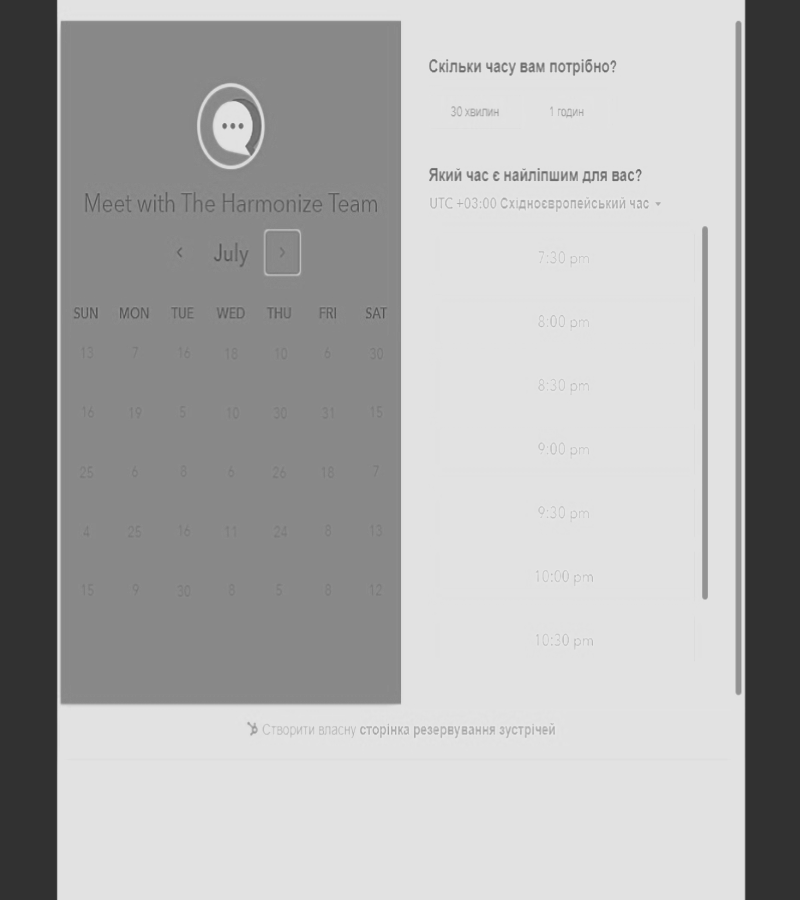 Meet with The Harmonize Team
July
SUN MON TUE WED THU FRI SAT
13 7 16 18 10 6 30
16 19 5 10 30 31 15
25 6 8 6 26 18 7
4 25 16 11 24 8 13
15 9 30 8 5 8 12
Скільки часу вам потрібно?
30 хвилин 1 годин
Який час є найліпшим для вас?
UTC +03:00 Східноєвропейський час
7:30 pm
8:00 pm
8:30 pm
9:00 pm
9:30 pm
10:00 pm
10:30 pm
Створити власну сторінка резервування зустрічей